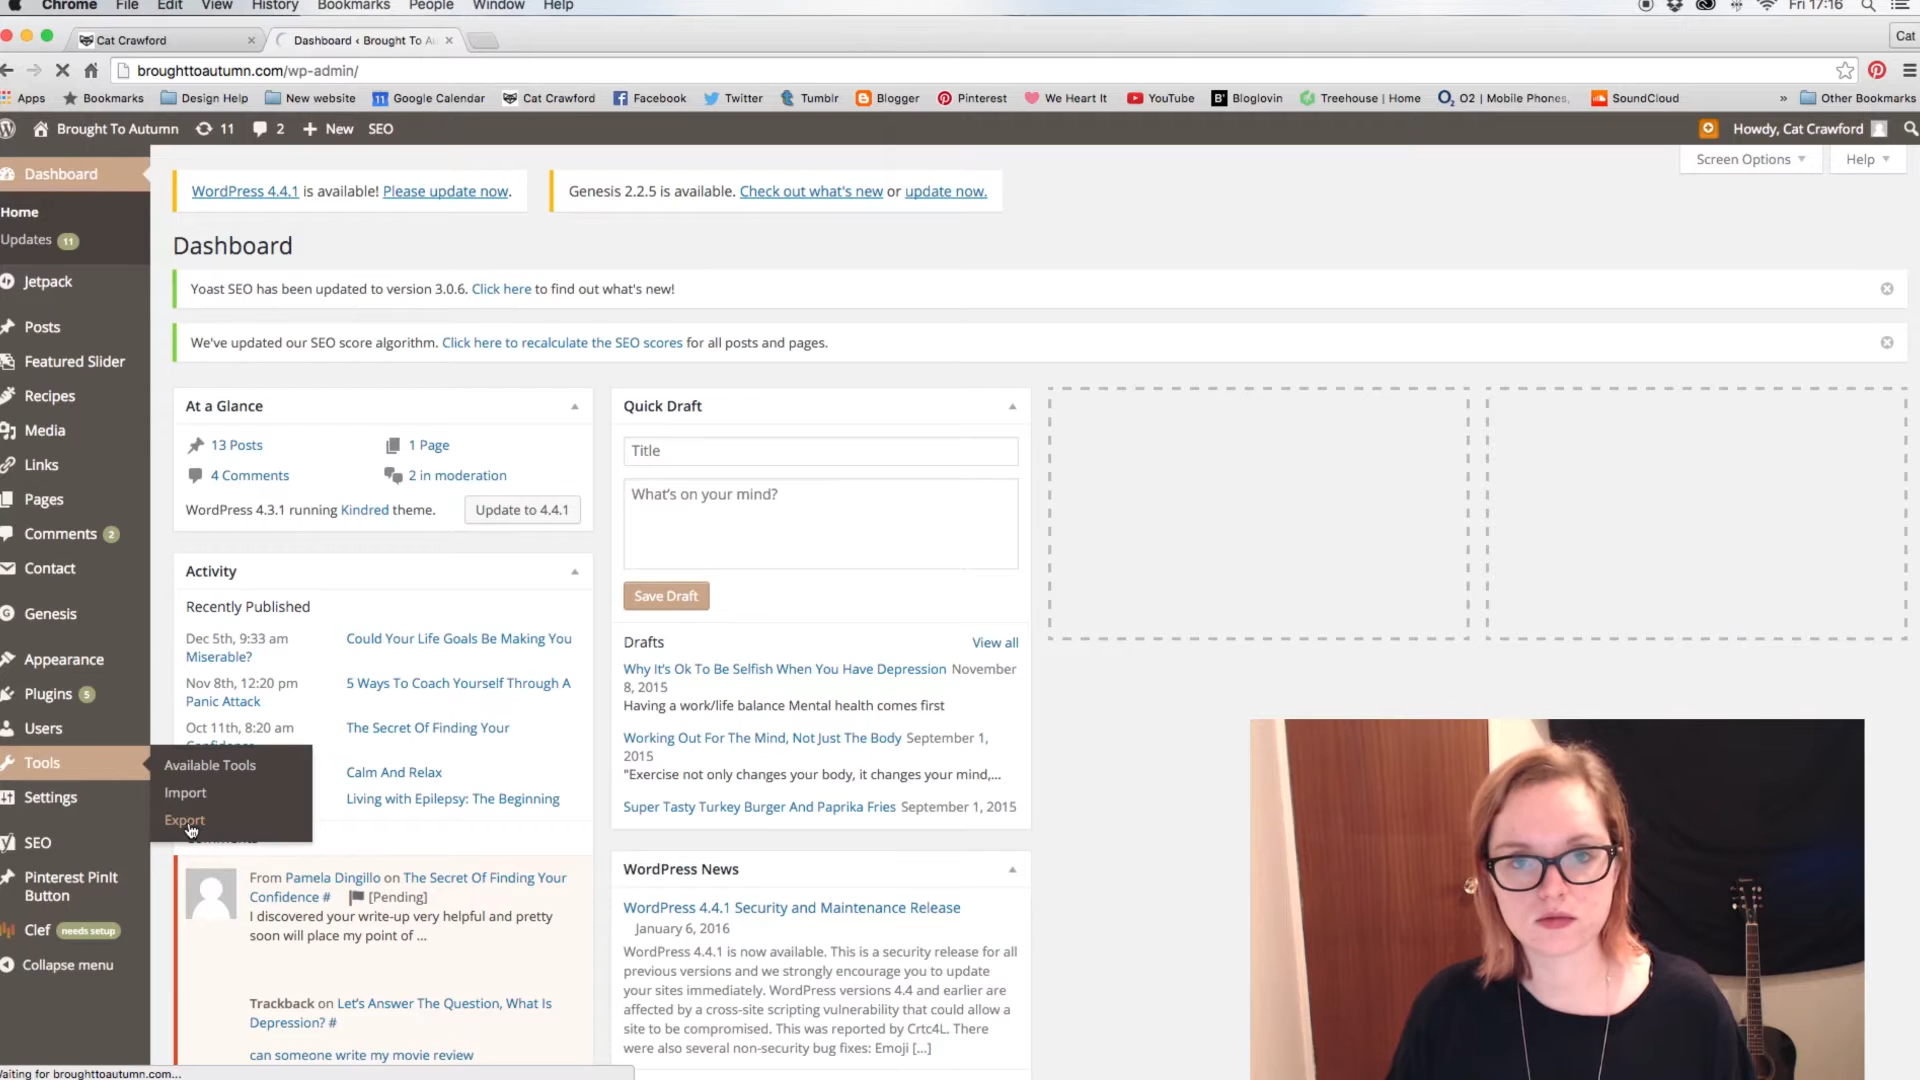 Chrome File Edit View History Bookmarks People Window Help Fri 17:16
Cat Crawford Dashboard ‹ Brought To Au Cat
broughttoautumn.com/wp-admin/
Apps Bookmarks Design Help New website 11 Google Calendar Cat Crawford Facebook Twitter Tumblr Blogger Pinterest We Heart It YouTube Bloglovin Treehouse | Home O2 | Mobile Phones, SoundCloud » Other Bookmarks
Brought To Autumn 11 2 New SEO Howdy, Cat Crawford
Screen Options Help
Dashboard
Home
Updates 11
Jetpack
Posts
Featured Slider
Recipes
Media
Links
Pages
Comments 2
Contact
Genesis
Appearance
Plugins 5
Users
Tools
Settings
SEO
Pinterest PinIt
Button
Clef needs setup
Collapse menu
Available Tools
Import
Export
WordPress 4.4.1 is available! Please update now.
Genesis 2.2.5 is available. Check out what's new or update now.
Dashboard
Yoast SEO has been updated to version 3.0.6. Click here to find out what's new!
We've updated our SEO score algorithm. Click here to recalculate the SEO scores for all posts and pages.
At a Glance
13 Posts 1 Page
4 Comments 2 in moderation
WordPress 4.3.1 running Kindred theme. Update to 4.4.1
Activity
Recently Published
Dec 5th, 9:33 am Could Your Life Goals Be Making You
Miserable?
Nov 8th, 12:20 pm 5 Ways To Coach Yourself Through A
Panic Attack
Oct 11th, 8:20 am The Secret Of Finding Your
Confidence
Calm And Relax
Living with Epilepsy: The Beginning
Comments
From Pamela Dingillo on The Secret Of Finding Your
Confidence # [Pending]
I discovered your write-up very helpful and pretty
soon will place my point of ...
Trackback on Let's Answer The Question, What Is
Depression? #
can someone write my movie review
Quick Draft
Title
What's on your mind?
Save Draft
Drafts View all
Why It's Ok To Be Selfish When You Have Depression November
8, 2015
Having a work/life balance Mental health comes first
Working Out For The Mind, Not Just The Body September 1,
2015
"Exercise not only changes your body, it changes your mind,...
Super Tasty Turkey Burger And Paprika Fries September 1, 2015
WordPress News
WordPress 4.4.1 Security and Maintenance Release
January 6, 2016
WordPress 4.4.1 is now available. This is a security release for all
previous versions and we strongly encourage you to update
your sites immediately. WordPress versions 4.4 and earlier are
affected by a cross-site scripting vulnerability that could allow a
site to be compromised. This was reported by Crtc4L. There
were also several non-security bug fixes: Emoji [...]
Waiting for broughttoautumn.com...